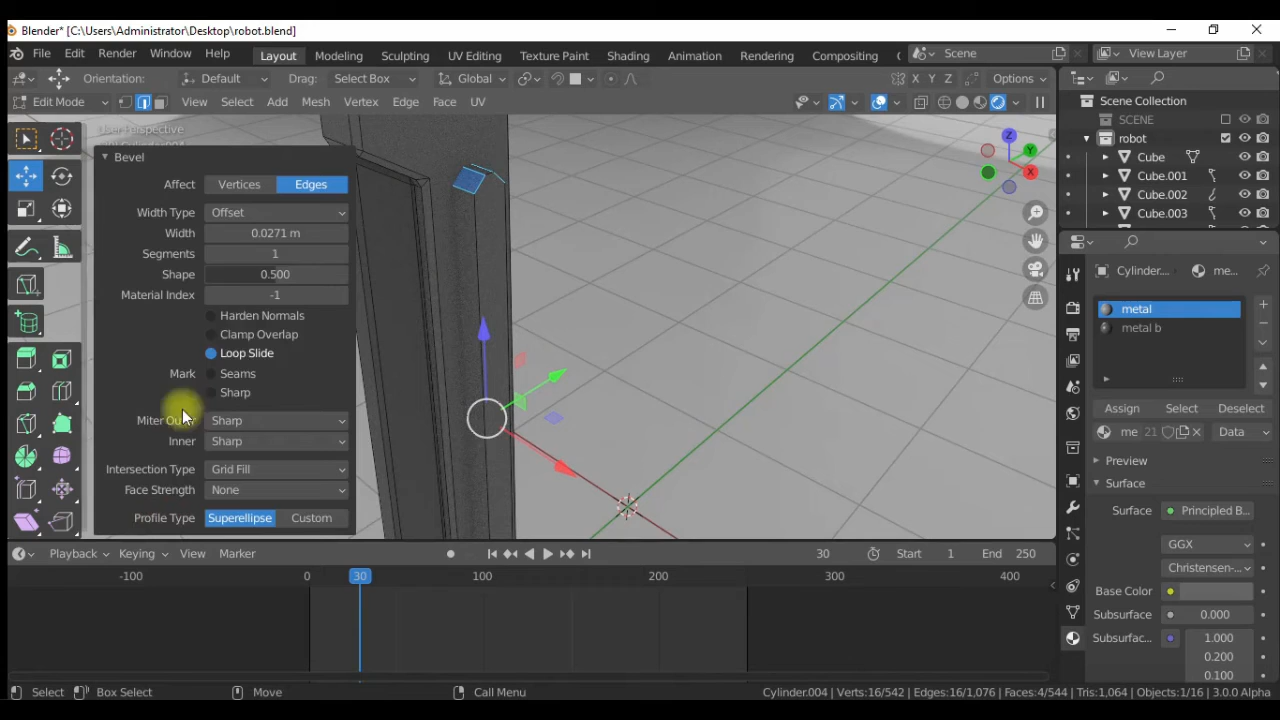 Blender* [C:\Users\Administrator\Desktop\robot.blend]
File Edit Render Window Help Layout Modeling Sculpting UV Editing Texture Paint Shading Animation Rendering Compositing Scene View Layer
Orientation: Default Drag: Select Box Global X Y Z Options
Edit Mode View Select Add Mesh Vertex Edge Face UV
Scene Collection
SCENE
robot
Cube
Cube.001
Cube.002
Cube.003
User Perspective
Bevel
Affect Vertices Edges
Width Type Offset
Width 0.0271 m
Segments 1
Shape 0.500
Material Index -1
Harden Normals
Clamp Overlap
Loop Slide
Mark Seams
Sharp
Miter Outer Sharp
Inner Sharp
Intersection Type Grid Fill
Face Strength None
Profile Type Superellipse Custom
Z
Y
X
Cylinder... me...
metal
metal b
Assign Select Deselect
me 21 Data
Preview
Surface
Surface Principled B...
GGX
Christensen-...
Base Color
Subsurface 0.000
Subsurfac... 1.000
0.200
0.100
Playback Keying View Marker 30 Start 1 End 250
-100 0 30 100 200 300 400
Select Box Select Move Call Menu Cylinder.004 | Verts:16/542 | Edges:16/1,076 | Faces:4/544 | Tris:1,064 | Objects:1/16 | 3.0.0 Alpha